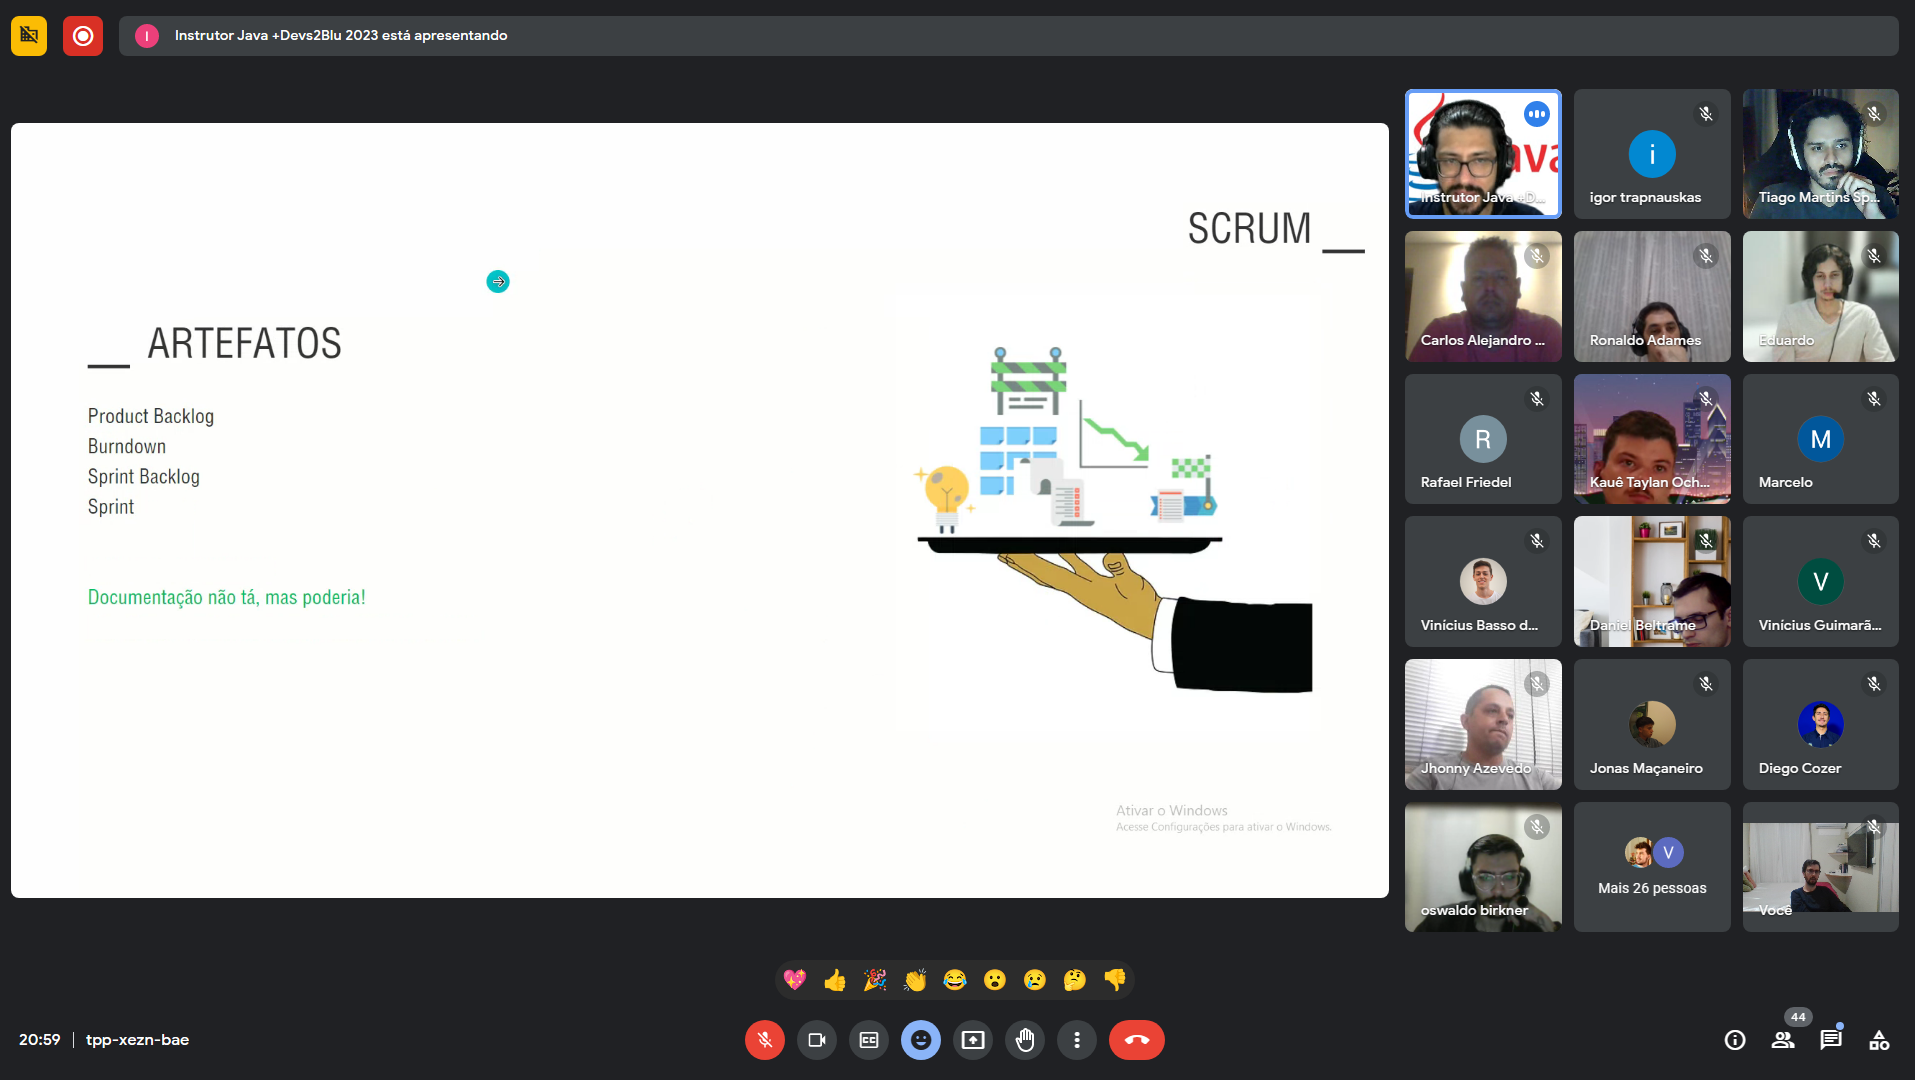 I
Instrutor Java +Devs2Blu 2023 está apresentando
SCRUM
ARTEFATOS
Product Backlog
Burndown
Sprint Backlog
Sprint
Documentação não tá, mas poderia!
Ativar o Windows
Acesse Configurações para ativar o Windows.
Instrutor Java +D...
i
igor trapnauskas
Tiago Martins Sp...
Carlos Alejandro ...
Ronaldo Adames
Eduardo
R
Rafael Friedel
Kauê Taylan Och...
M
Marcelo
Vinícius Basso d...
Daniel Beltrame
V
Vinícius Guimarã...
Jhonny Azevedo
Jonas Maçaneiro
Diego Cozer
oswaldo birkner
V
Mais 26 pessoas
Você
20:59 | tpp-xezn-bae
44